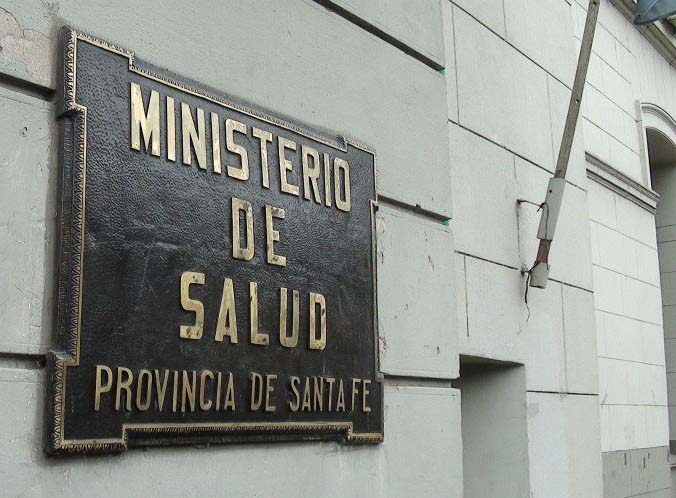 MINISTERIO
DE
SALUD
PROVINCIA DE SANTA FE